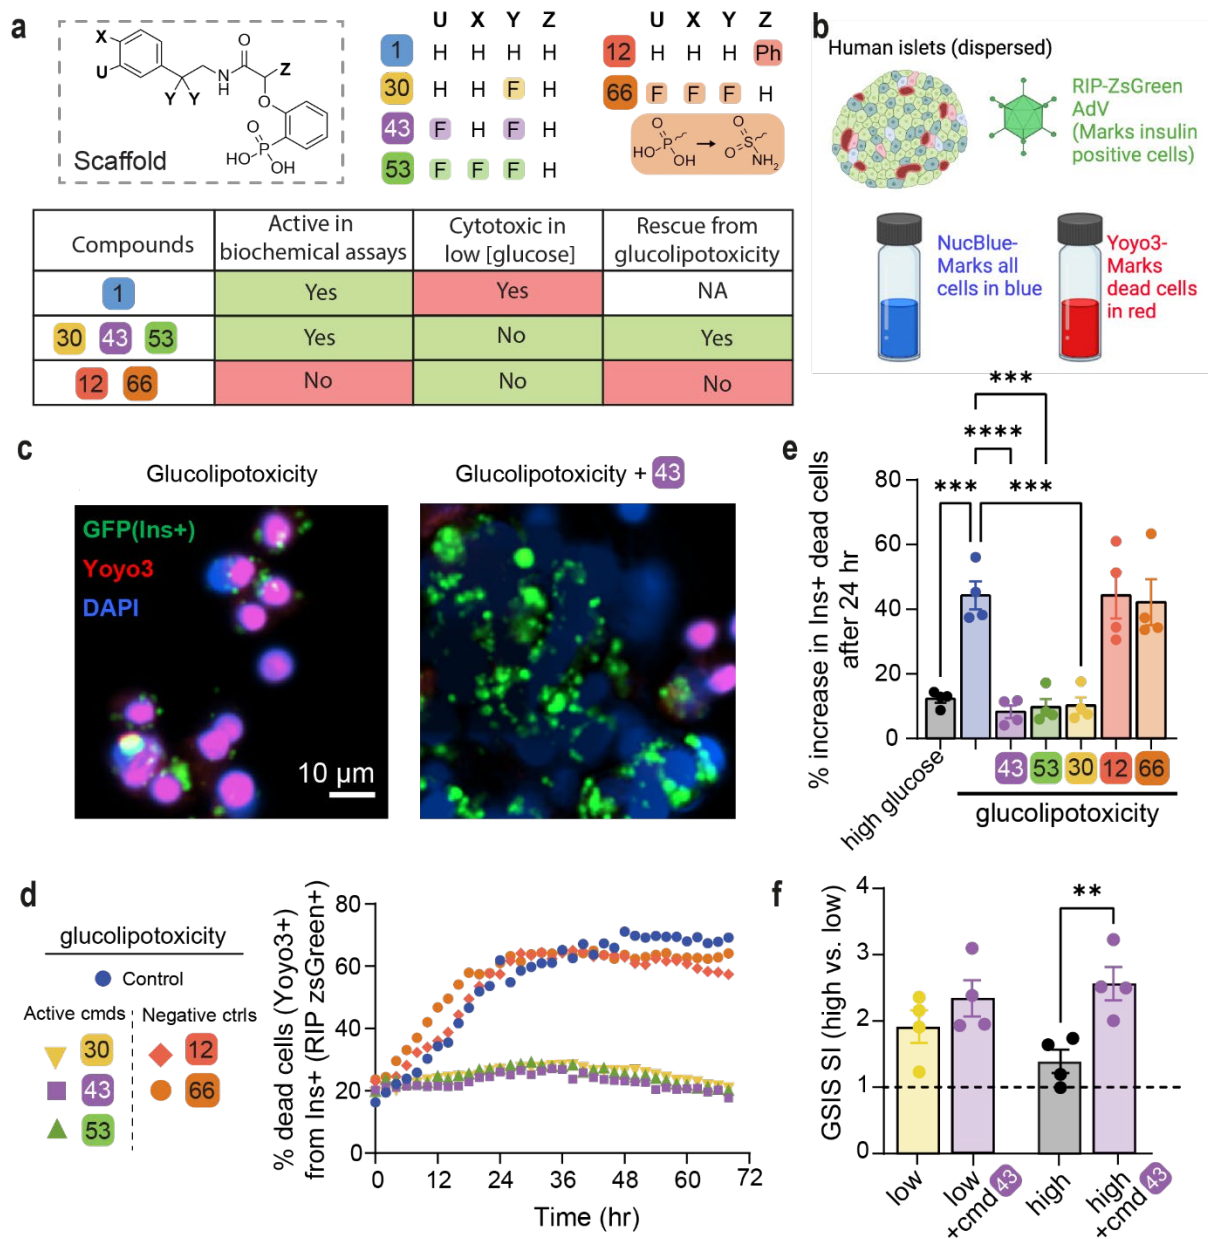 a
X
U
Y Y
NH
O
Z
O
O
HO P
OH
Scaffold
U X Y Z
1 H H H H
30 H H F H
43 F H F H
53 F F F H
U X Y Z
12 H H H Ph
66 F F F H
O
P
HO OH
O
O S
NH2
Compounds
Active in
biochemical assays
Cytotoxic in
low [glucose]
Rescue from
glucolipotoxicity
1 Yes Yes NA
30 43 53 Yes No Yes
12 66 No No No
b
Human islets (dispersed)
RIP-ZsGreen
AdV
(Marks insulin
positive cells)
NucBlue-
Marks all
cells in blue
Yoyo3-
Marks
dead cells
in red
c
Glucolipotoxicity
Glucolipotoxicity + 43
GFP(Ins+)
Yoyo3
DAPI
10 µm
d
glucolipotoxicity
Control
Active cmds
Negative ctrls
30
43
53
12
66
% dead cells (Yoyo3+)
from Ins+ (RIP zsGreen+)
80
60
40
20
0
0 12 24 36 48 60 72
Time (hr)
e
% increase in Ins+ dead cells
after 24 hr
80
60
40
20
0
***
****
*** ***
high glucose
43 53 30 12 66
glucolipotoxicity
f
GSIS SI (high vs. low)
4
3
2
1
0
**
low
low
+cmd 43
high
high
+cmd 43